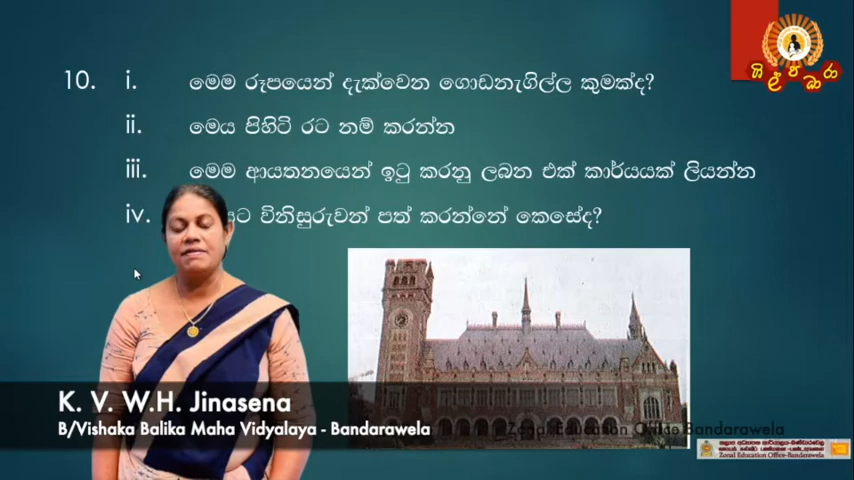 10. i. මෙම රූපයෙන් දැක්වෙන ගොඩනැගිල්ල කුමක්ද?
ii. මෙය පිහිටි රට නම් කරන්න
iii. මෙම ආයතනයෙන් ඉටු කරනු ලබන එක් කාර්යයක් ලියන්න
iv. විනිසුරුවන් පත් කරන්නේ කෙසේද?
ශිල්ප භාරා
K. V. W.H. Jinasena
B/Vishaka Balika Maha Vidyalaya - Bandarawela
Zonal Education Office Bandarawela
Zonal Education Office-Bandarawela